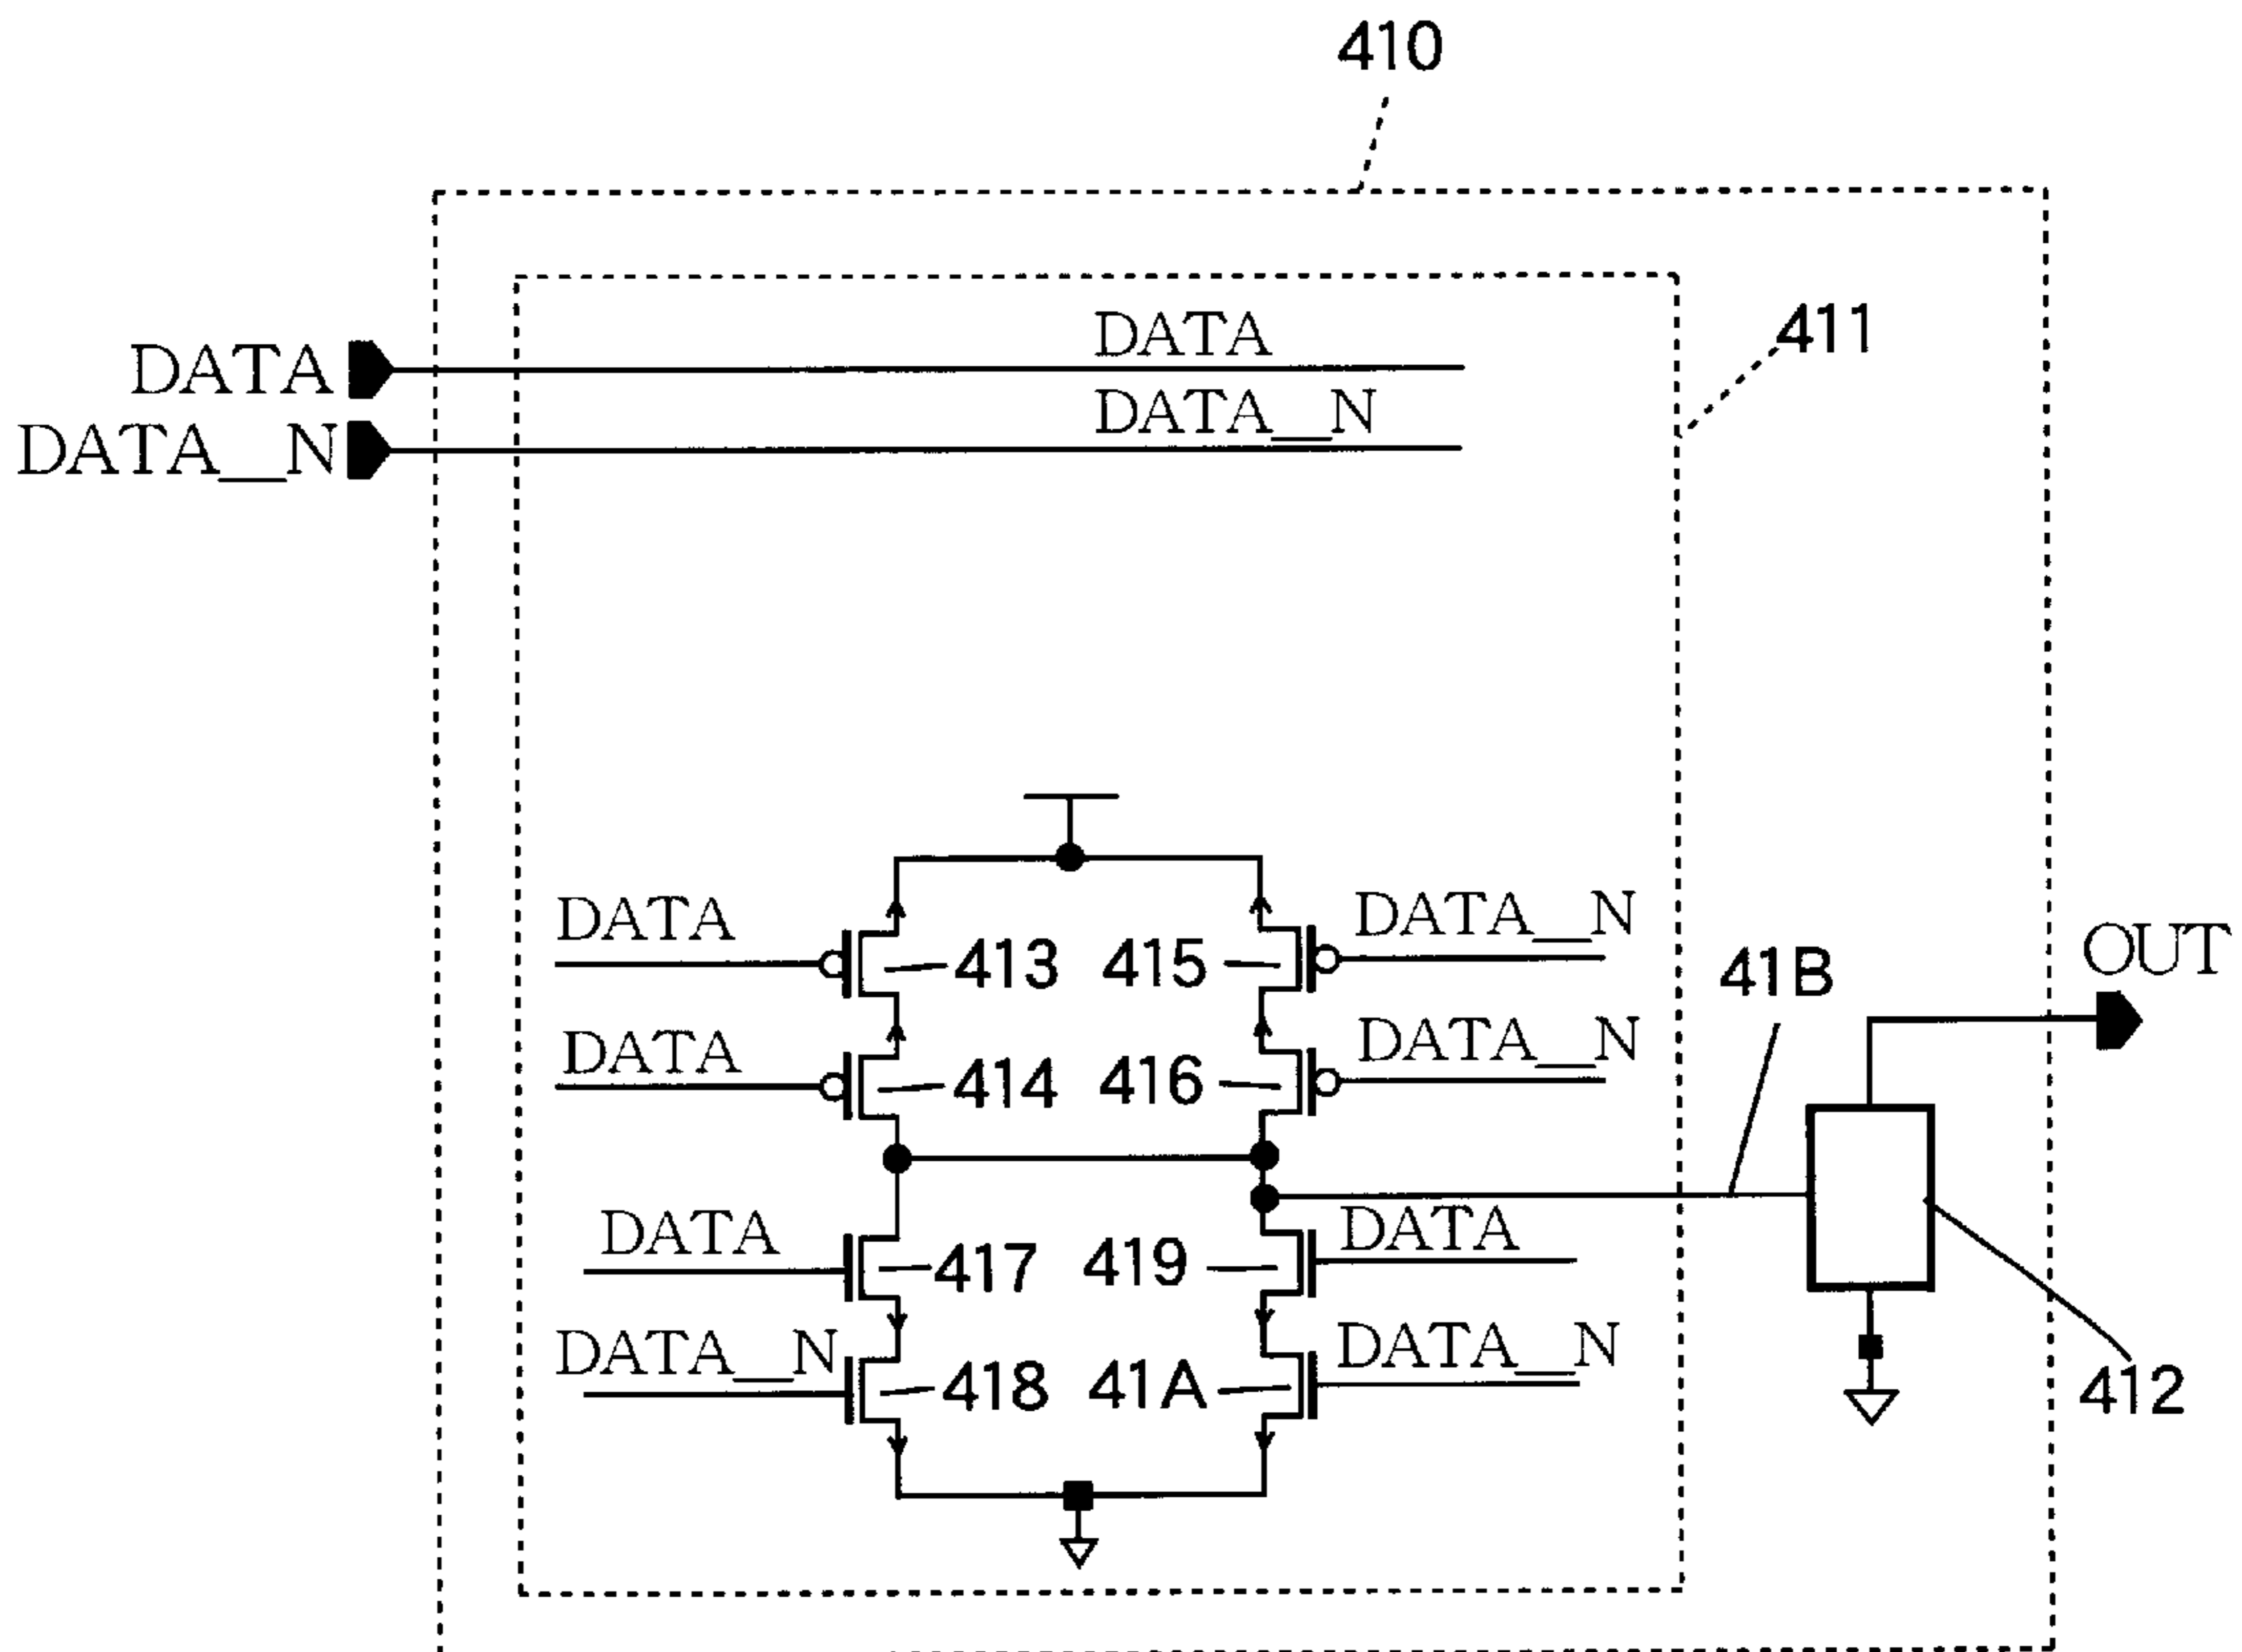 410
411
DATA
DATA
DATA__N
DATA__N
DATA
413
415
DATA__N
41B
OUT
DATA
414
416
DATA__N
DATA
417
419
DATA
DATA__N
418
41A
DATA__N
412